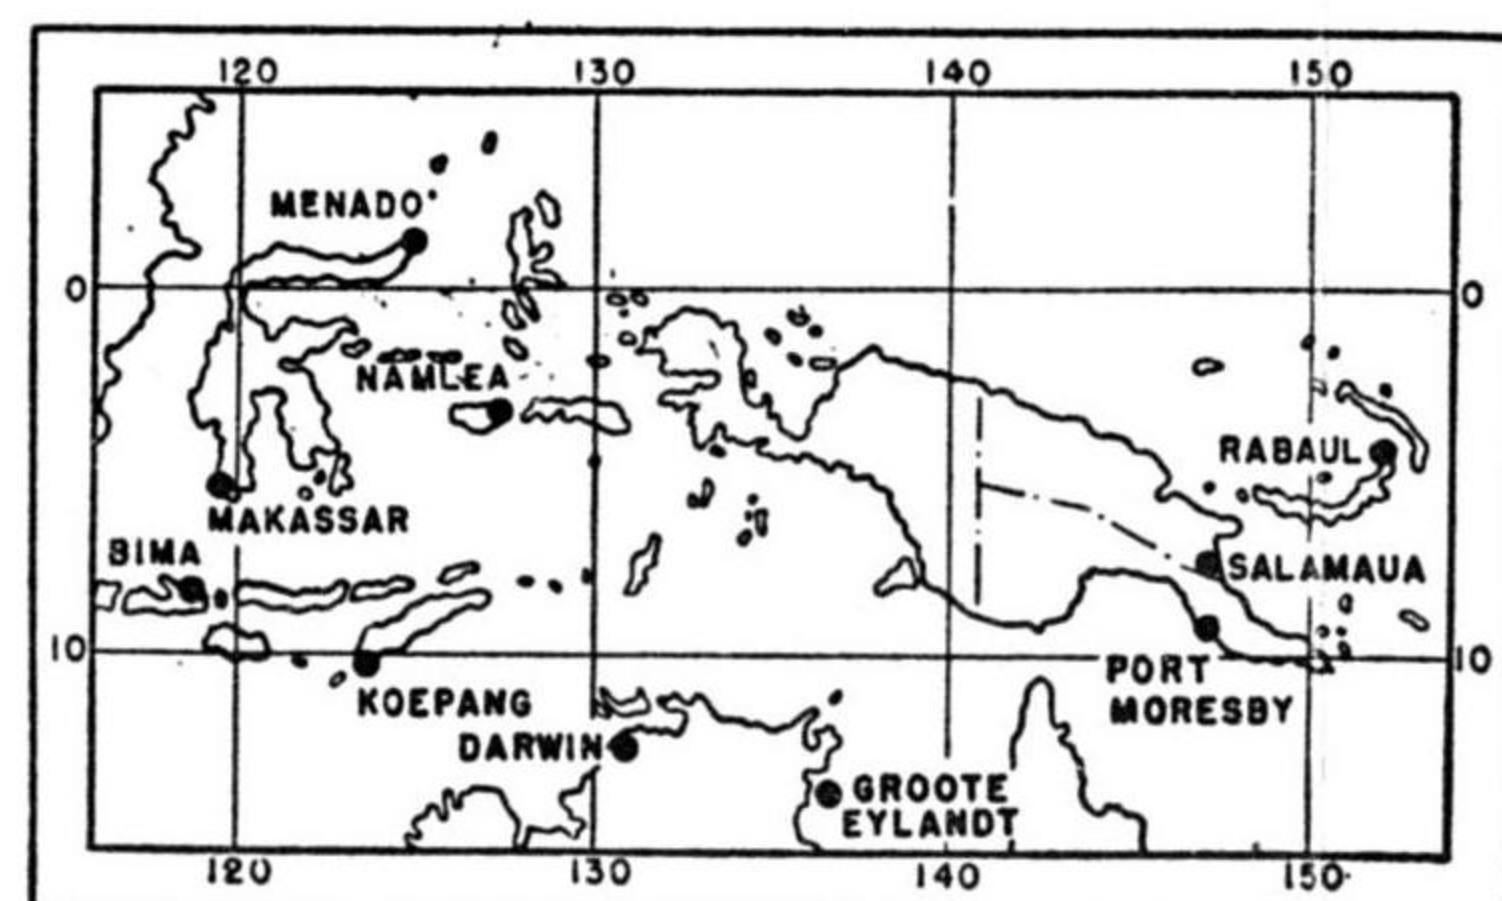 120 130 140 150
MENADO
0 0
NAMLEA
RABAUL
MAKASSAR
BIMA
SALAMAUA
10 10
PORT
MORESBY
KOEPANG
DARWIN
GROOTE
EYLANDT
120 130 140 150